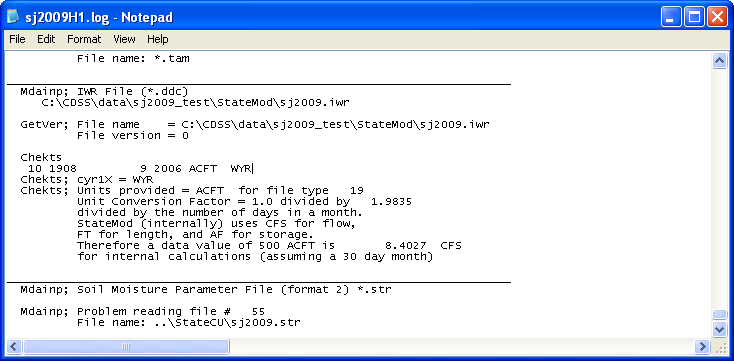 sj2009H1.log - Notepad
File Edit Format View Help
File name: *.tam
Mdainp; IWR File (*.ddc)
C:\CDSS\data\sj2009_test\StateMod\sj2009.iwr
GetVer; File name = C:\CDSS\data\sj2009_test\StateMod\sj2009.iwr
File version = 0
Chekts
10 1908 9 2006 ACFT WYR
Chekts; cyr1X = WYR
Chekts; Units provided = ACFT for file type 19
Unit Conversion Factor = 1.0 divided by 1.9835
divided by the number of days in a month.
StateMod (internally) uses CFS for flow,
FT for length, and AF for storage.
Therefore a data value of 500 ACFT is 8.4027 CFS
for internal calculations (assuming a 30 day month)
Mdainp; Soil Moisture Parameter File (format 2) *.str
Mdainp; Problem reading file # 55
File name: ..\StateCU\sj2009.str